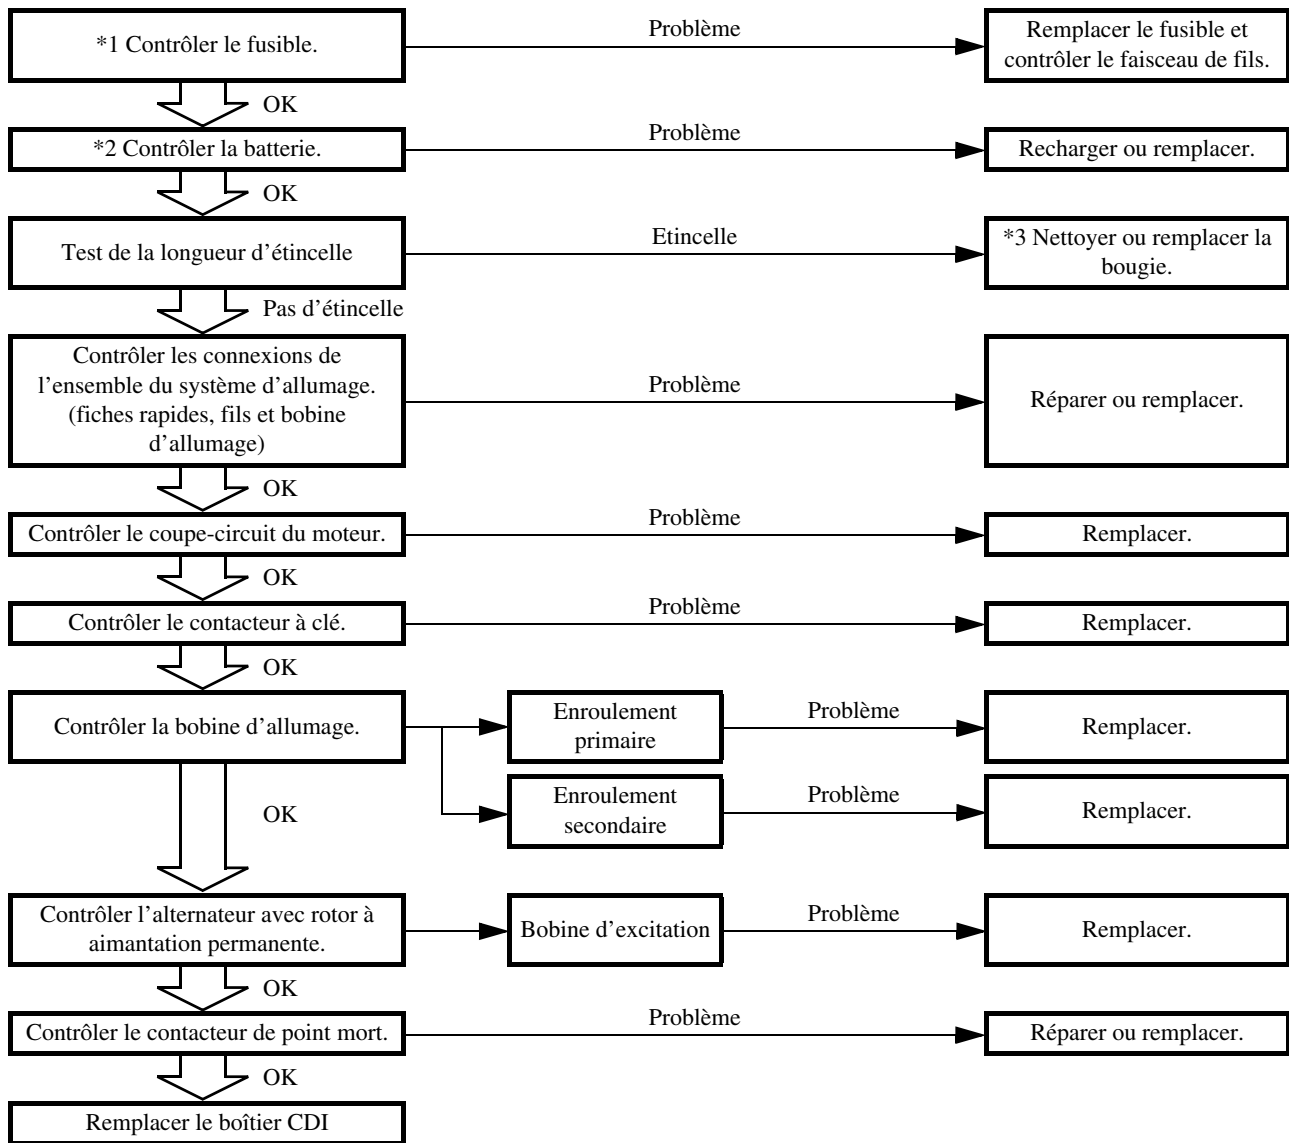 *1 Contrôler le fusible.
Problème
Remplacer le fusible et
contrôler le faisceau de fils.
OK
*2 Contrôler la batterie.
Problème
Recharger ou remplacer.
OK
Test de la longueur d’étincelle
Etincelle
*3 Nettoyer ou remplacer la
bougie.
Pas d’étincelle
Contrôler les connexions de
l’ensemble du système d’allumage.
(fiches rapides, fils et bobine
d’allumage)
Problème
Réparer ou remplacer.
OK
Contrôler le coupe-circuit du moteur.
Problème
Remplacer.
OK
Contrôler le contacteur à clé.
Problème
Remplacer.
OK
Contrôler la bobine d’allumage.
Enroulement
primaire
Problème
Remplacer.
Enroulement
secondaire
Problème
Remplacer.
OK
Contrôler l’alternateur avec rotor à
aimantation permanente.
Bobine d’excitation
Problème
Remplacer.
OK
Contrôler le contacteur de point mort.
Problème
Réparer ou remplacer.
OK
Remplacer le boîtier CDI